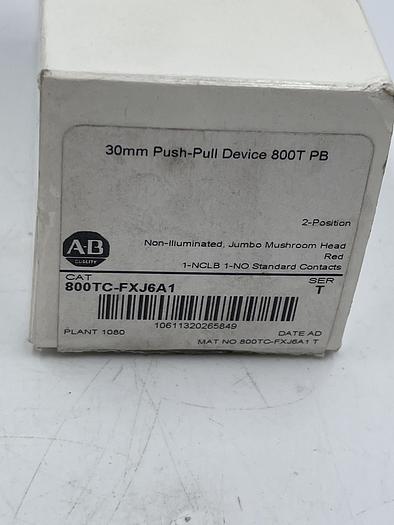 30mm Push-Pull Device 800T PB
2-Position
Non-Illuminated, Jumbo Mushroom Head
Red
1-NCLB 1-NO Standard Contacts
A-B
QUALITY
CAT
SER
800TC-FXJ6A1
T
10611320265849
PLANT 1080
DATE AD
MAT NO 800TC-FXJ6A1 T